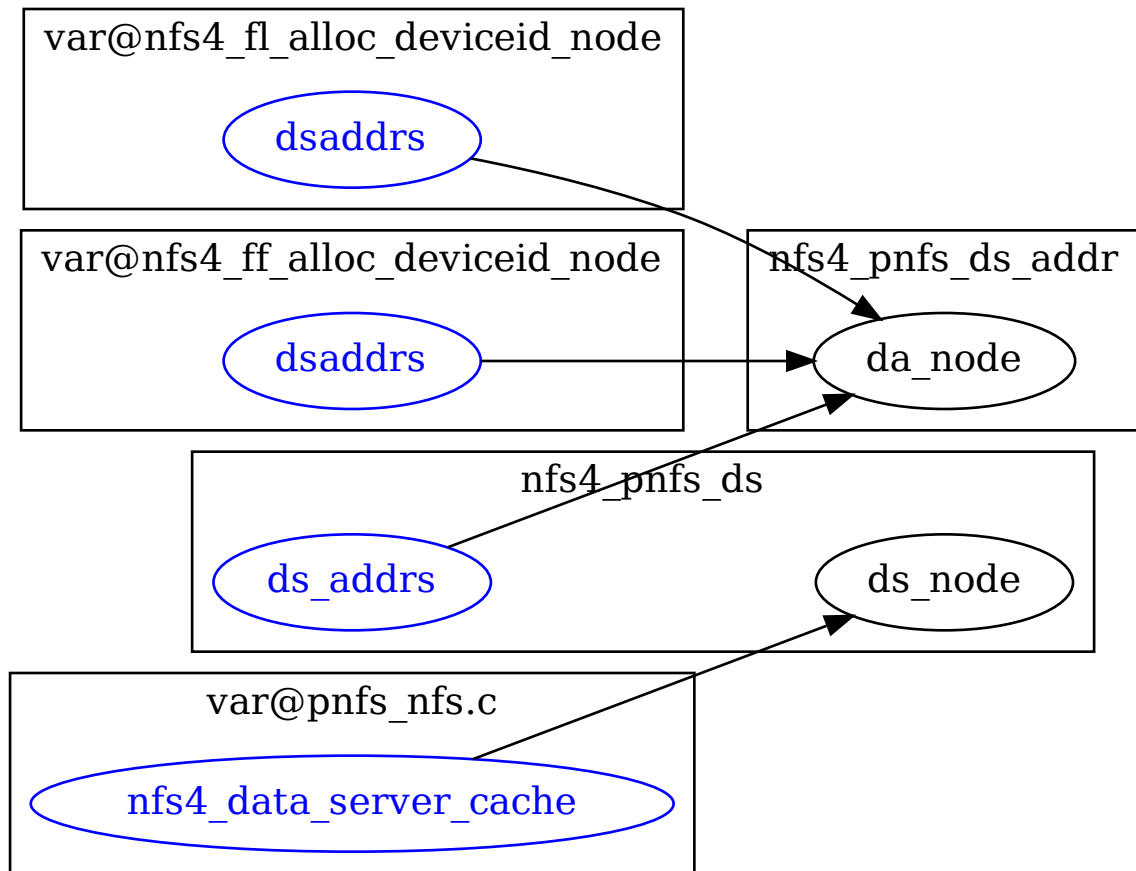 var@nfs4_fl_alloc_deviceid_node
dsaddrs
var@nfs4_ff_alloc_deviceid_node
dsaddrs
nfs4_pnfs_ds_addr
da_node
nfs4_pnfs_ds
ds_addrs
ds_node
var@pnfs_nfs.c
nfs4_data_server_cache